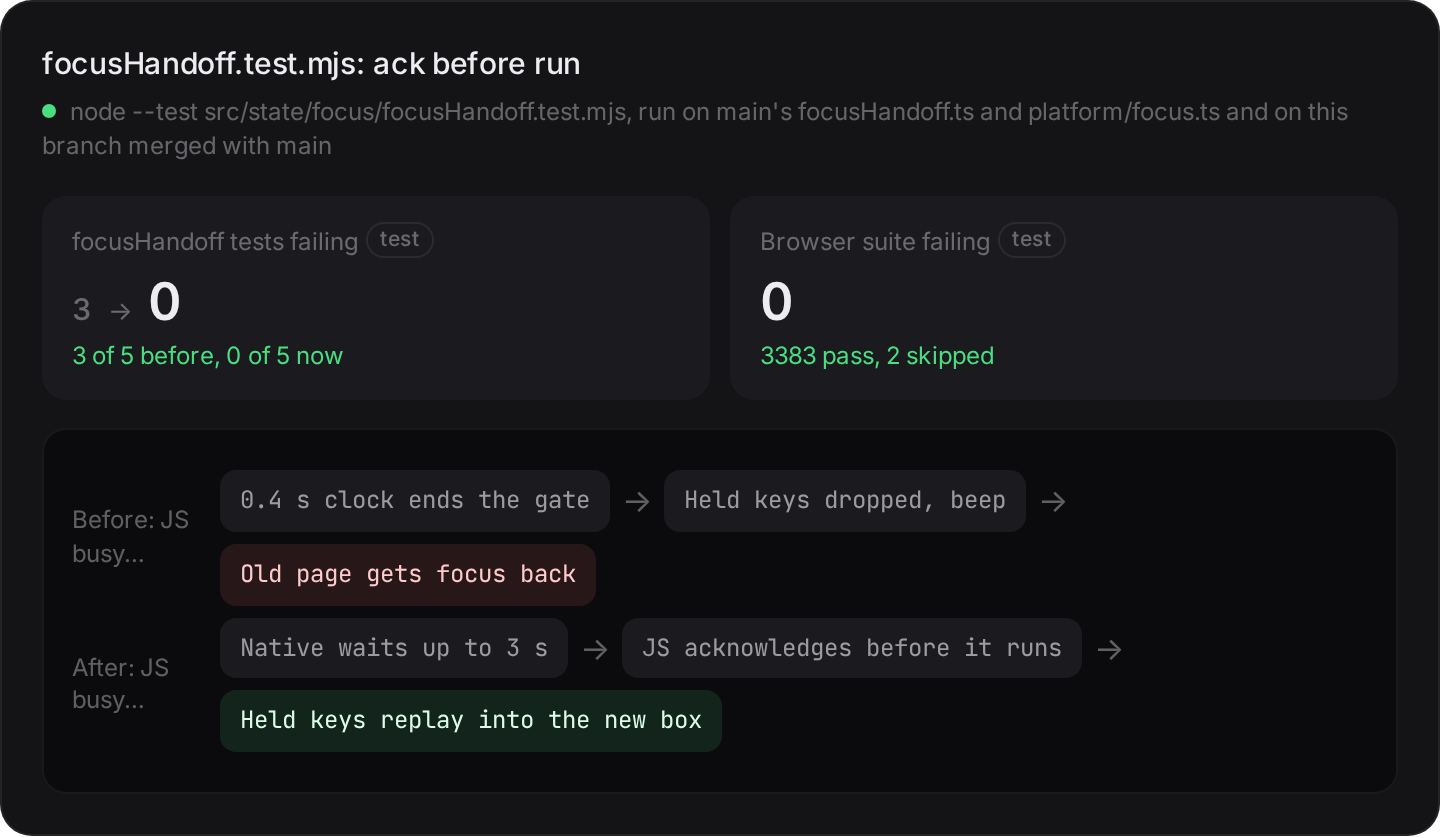 focusHandoff.test.mjs: ack before run
node --test src/state/focus/focusHandoff.test.mjs, run on main's focusHandoff.ts and platform/focus.ts and on this
branch merged with main
focusHandoff tests failing test
3 → 0
3 of 5 before, 0 of 5 now
Browser suite failing test
0
3383 pass, 2 skipped
Before: JS
busy...
0.4 s clock ends the gate → Held keys dropped, beep →
Old page gets focus back
After: JS
busy...
Native waits up to 3 s → JS acknowledges before it runs →
Held keys replay into the new box